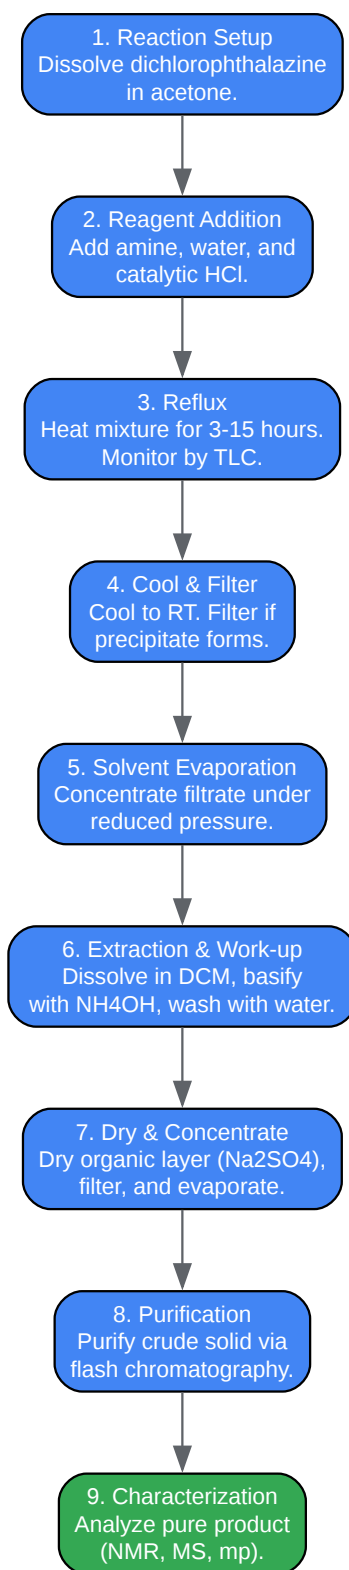 1. Reaction Setup
Dissolve dichlorophthalazine
in acetone.
2. Reagent Addition
Add amine, water, and
catalytic HCl.
3. Reflux
Heat mixture for 3-15 hours.
Monitor by TLC.
4. Cool & Filter
Cool to RT. Filter if
precipitate forms.
5. Solvent Evaporation
Concentrate filtrate under
reduced pressure.
6. Extraction & Work-up
Dissolve in DCM, basify
with NH4OH, wash with water.
7. Dry & Concentrate
Dry organic layer (Na2SO4),
filter, and evaporate.
8. Purification
Purify crude solid via
flash chromatography.
9. Characterization
Analyze pure product
(NMR, MS, mp).